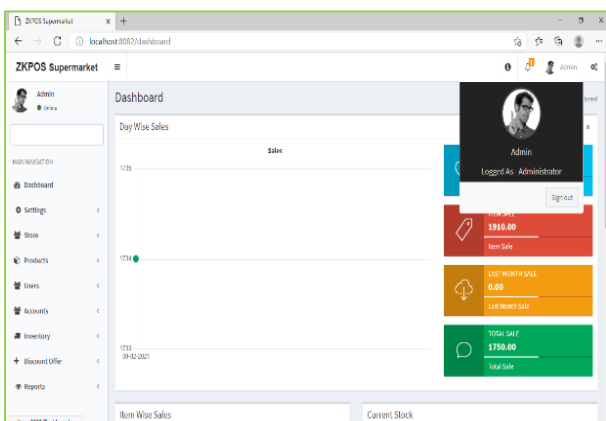 ZKPOS Supermarket
localhost:8082/dashboard
ZKPOS Supermarket
Admin
Admin
Online
Dashboard
board
Day Wise Sales
Sales
Admin
Logged As - Administrator
Sign out
MAIN NAVIGATION
Dashboard
Settings
Store
Products
Users
Accounts
Inventory
Discount Offer
Reports
1735
1734
1733
09-02-2021
ITEM SALE
1910.00
Item Sale
LAST MONTH SALE
0.00
Last Month Sale
TOTAL SALE
1750.00
Total Sale
Item Wise Sales
Current Stock